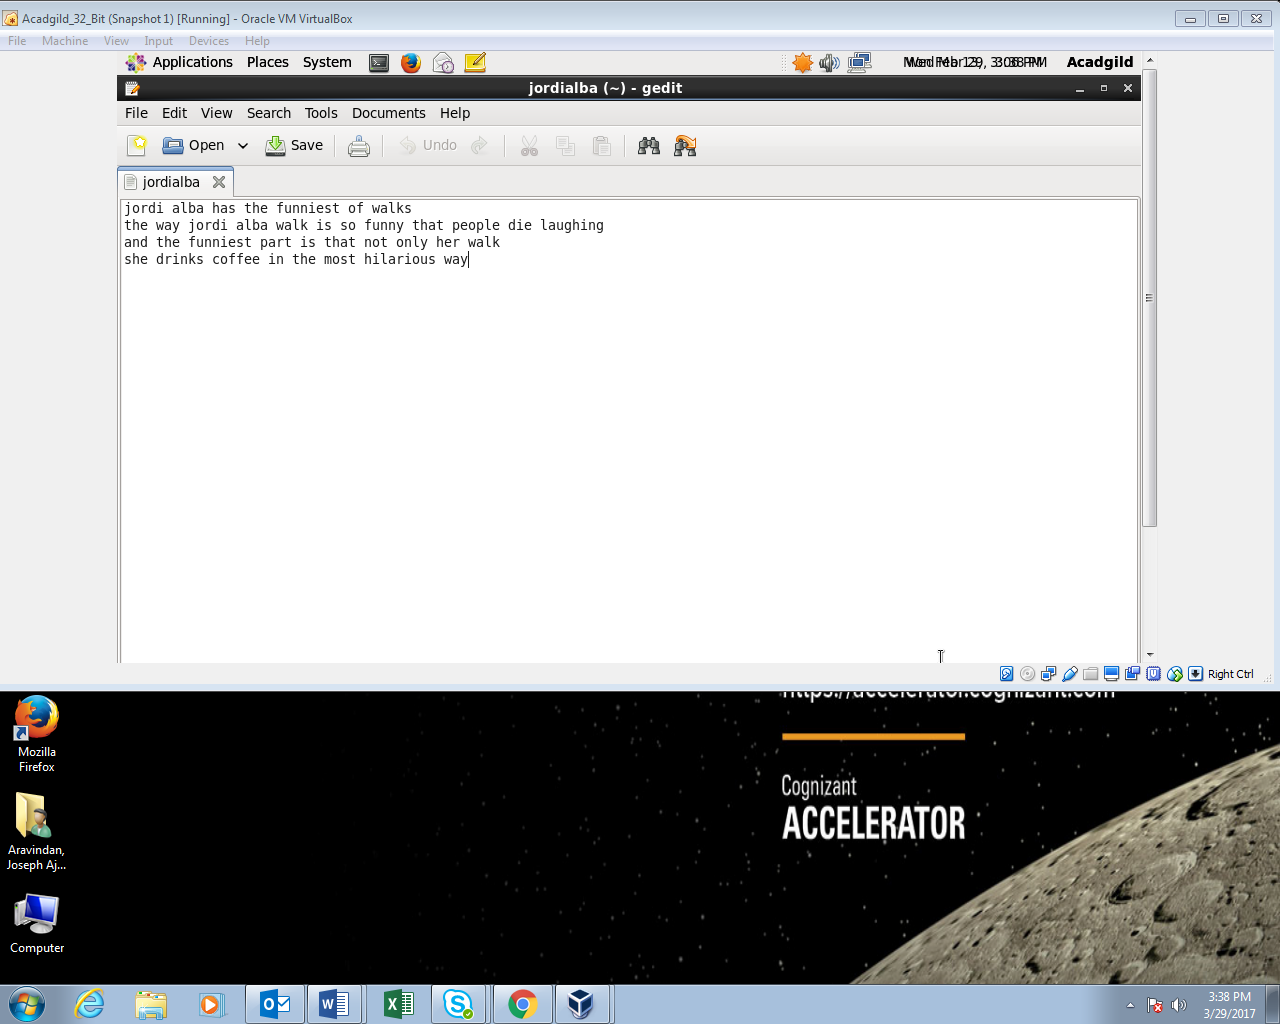 Acadgild_32_Bit (Snapshot 1) [Running] - Oracle VM VirtualBox
File Machine View Input Devices Help
Applications Places System Acadgild
jordialba (~) - gedit
File Edit View Search Tools Documents Help
Open Save Undo
jordialba
jordi alba has the funniest of walks
the way jordi alba walk is so funny that people die laughing
and the funniest part is that not only her walk
she drinks coffee in the most hilarious way
Right Ctrl
https://accelerator.cognizant.com
Cognizant
ACCELERATOR
Mozilla
Firefox
Aravindan,
Joseph Aj...
Computer
3:38 PM
3/29/2017